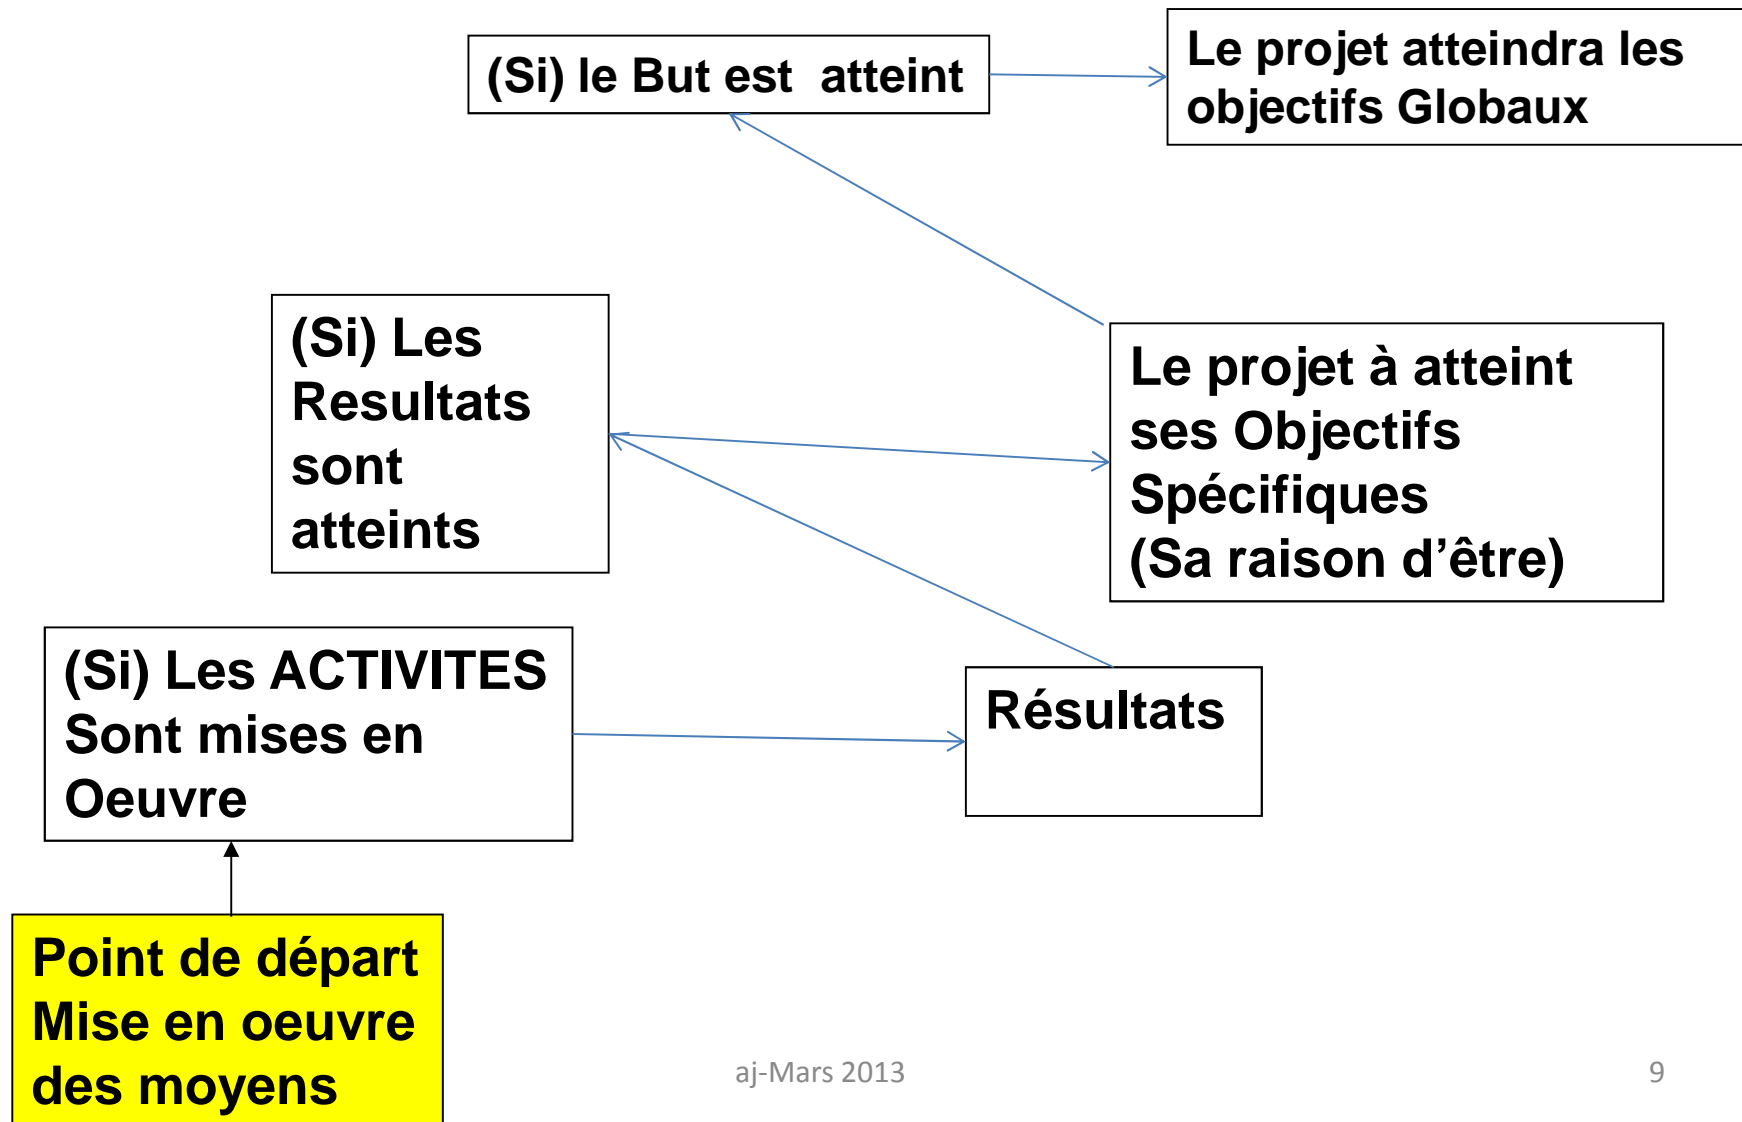 (Si) le But est  atteint
Le projet atteindra les
objectifs Globaux
(Si) Les
Resultats
sont
atteints
Le projet à atteint
ses Objectifs
Spécifiques
(Sa raison d’être)
(Si) Les ACTIVITES
Sont mises en
Oeuvre
Résultats
Point de départ
Mise en oeuvre
des moyens
aj-Mars 2013
9